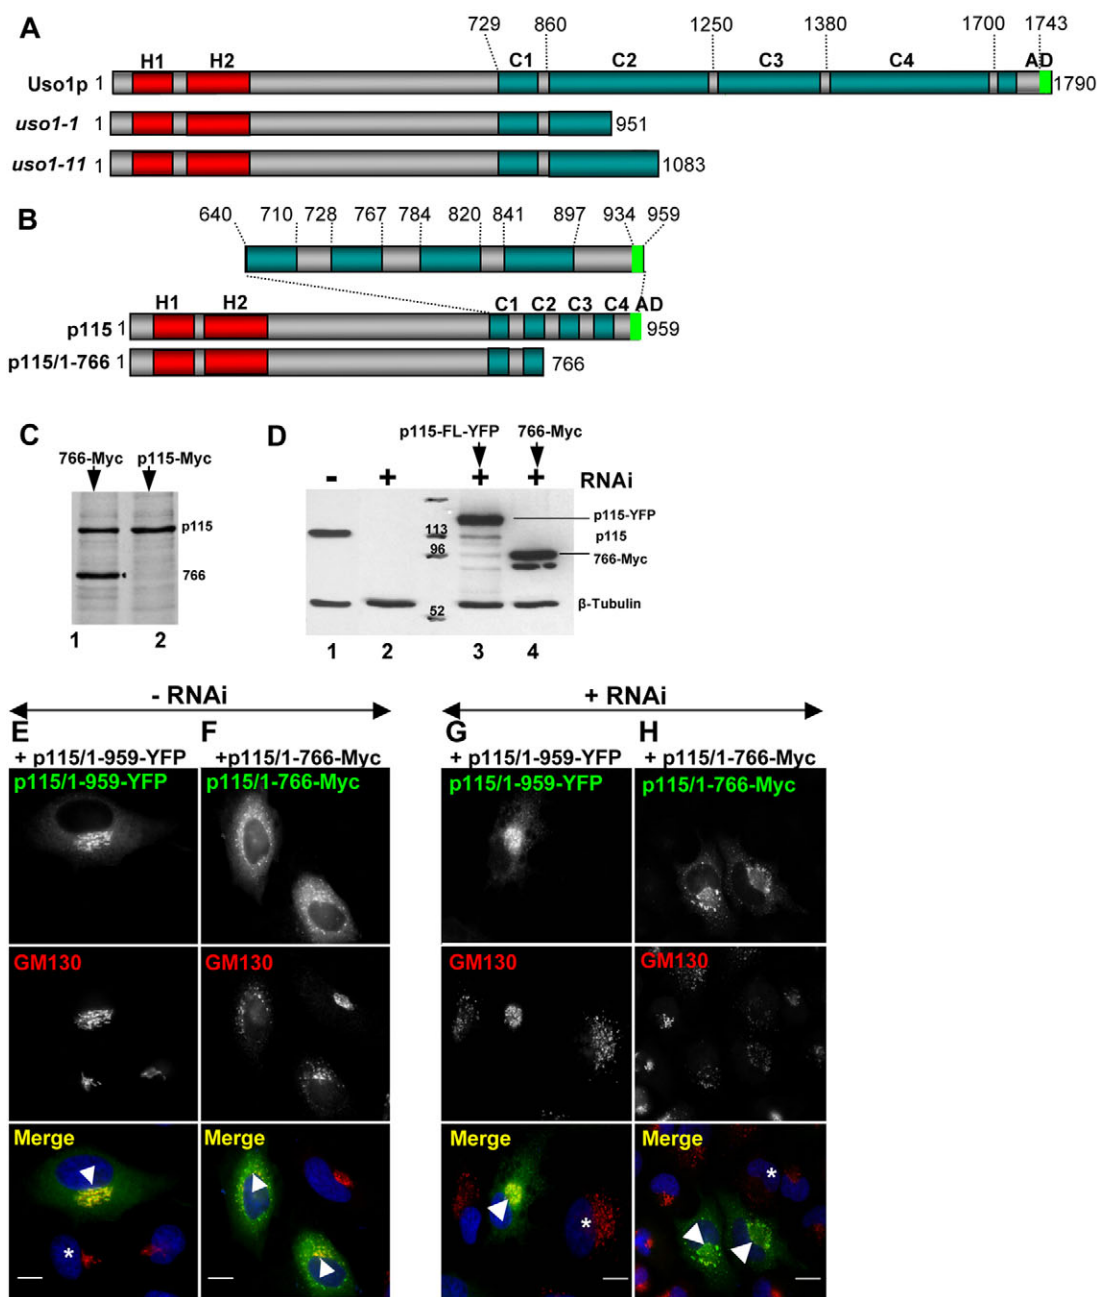 A
729 860 1250 1380 1700 1743
H1 H2 C1 C2 C3 C4 AD
Uso1p 1 1790
uso1-1 1 951
uso1-11 1 1083
B
640 710 728 767 784 820 841 897 934 959
H1 H2 C1 C2 C3 C4 AD
p115 1 959
p115/1-766 1 766
C
766-Myc p115-Myc
p115
766
1 2
D
p115-FL-YFP 766-Myc
- + + + RNAi
p115-YFP
113 p115
96 766-Myc
β-Tubulin
52
1 2 3 4
- RNAi
+ RNAi
E
+ p115/1-959-YFP
p115/1-959-YFP
GM130
Merge
*
F
+p115/1-766-Myc
p115/1-766-Myc
GM130
Merge
G
+ p115/1-959-YFP
p115/1-959-YFP
GM130
Merge
*
H
+ p115/1-766-Myc
p115/1-766-Myc
GM130
Merge
*